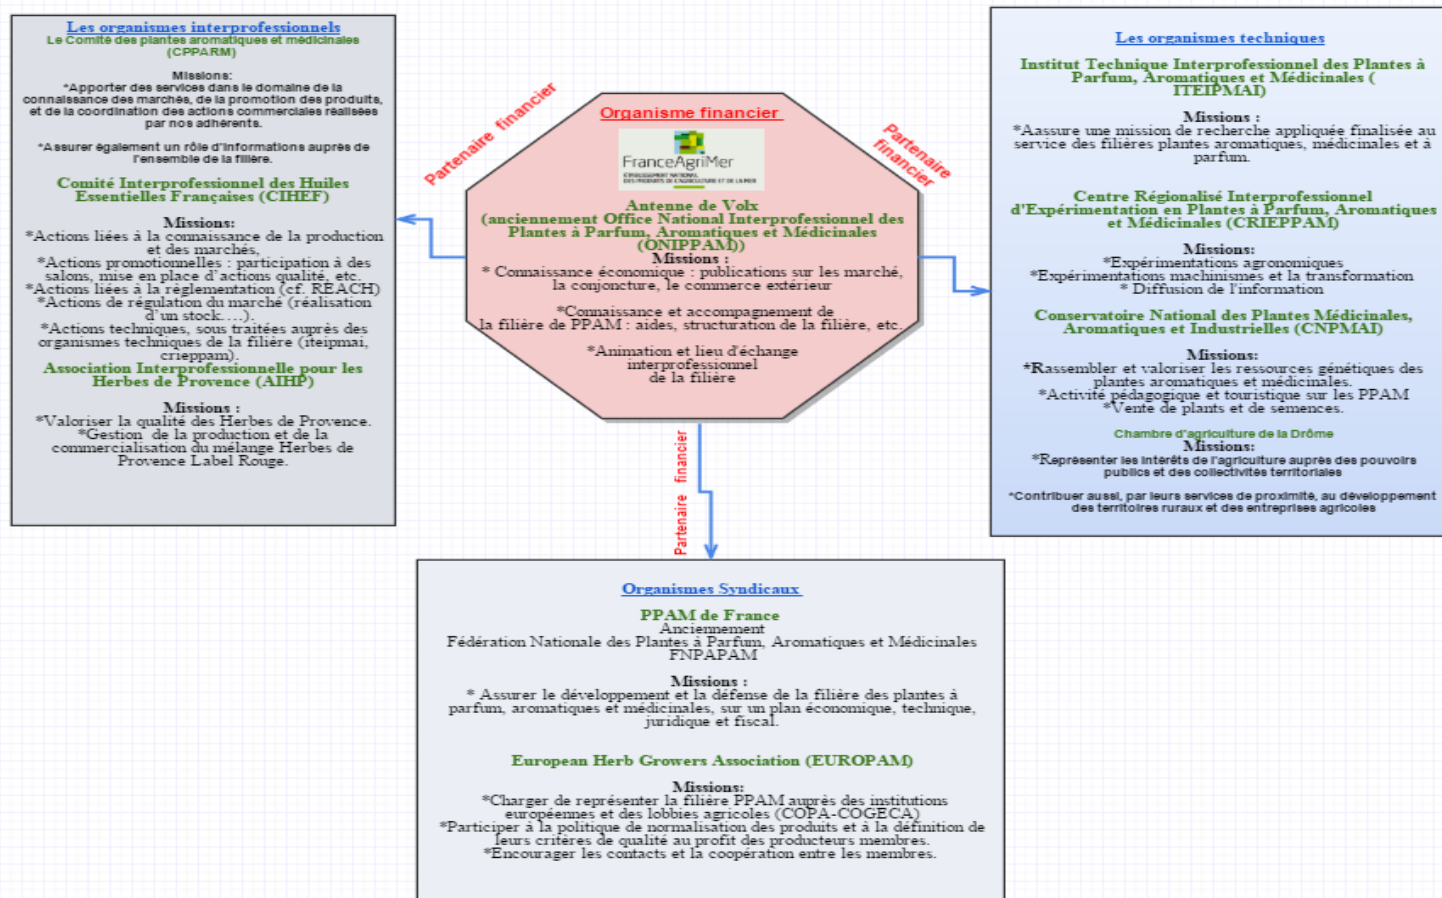 Les organismes interprofessionnels
Le Comité des plantes aromatiques et médicinales
(CPPARM)
Missions:
*Apporter des services dans le domaine de la
connaissance des marchés, de la promotion des produits,
et de la coordination des actions commerciales réalisées
par nos adhérents.
*Assurer également un rôle d'informations auprès de
l'ensemble de la filière.
Comité Interprofessionnel des Huiles
Essentielles Françaises (CIHEF)
Missions:
*Actions liées à la connaissance de la production
et des marchés,
*Actions promotionnelles : participation à des
salons, mise en place d'actions qualité, etc.
*Actions liées à la règlementation (cf. REACH)
*Actions de régulation du marché (réalisation
d'un stock….).
*Actions techniques, sous traitées auprès des
organismes techniques de la filière (iteipmai,
crieppam).
Association Interprofessionnelle pour les
Herbes de Provence (AIHP)
Missions :
*Valoriser la qualité des Herbes de Provence.
*Gestion de la production et de la
commercialisation du mélange Herbes de
Provence Label Rouge.
Partenaire financier
Organisme financier
FranceAgriMer
ÉTABLISSEMENT NATIONAL
DES PRODUITS DE L'AGRICULTURE ET DE LA MER
Antenne de Volx
(anciennement Office National Interprofessionnel des
Plantes à Parfum, Aromatiques et Médicinales
(ONIPPAM))
Missions :
* Connaissance économique : publications sur les marché,
la conjoncture, le commerce extérieur
*Connaissance et accompagnement de
la filière de PPAM : aides, structuration de la filière, etc.
*Animation et lieu d'échange
interprofessionnel
de la filière
Partenaire
financier
Les organismes techniques
Institut Technique Interprofessionnel des Plantes à
Parfum, Aromatiques et Médicinales (
ITEIPMAI)
Missions :
*Aassure une mission de recherche appliquée finalisée au
service des filières plantes aromatiques, médicinales et à
parfum.
Centre Régionalisé Interprofessionnel
d'Expérimentation en Plantes à Parfum, Aromatiques
et Médicinales (CRIEPPAM)
Missions:
*Expérimentations agronomiques
*Expérimentations machinismes et la transformation
* Diffusion de l'information
Conservatoire National des Plantes Médicinales,
Aromatiques et Industrielles (CNPMAI)
Missions:
*Rassembler et valoriser les ressources génétiques des
plantes aromatiques et médicinales.
*Activité pédagogique et touristique sur les PPAM
*Vente de plants et de semences.
Chambre d'agriculture de la Drôme
Missions:
*Représenter les intérêts de l'agriculture auprès des pouvoirs
publics et des collectivités territoriales
*Contribuer aussi, par leurs services de proximité, au développement
des territoires ruraux et des entreprises agricoles
Partenaire financier
Organismes Syndicaux
PPAM de France
Anciennement
Fédération Nationale des Plantes à Parfum, Aromatiques et Médicinales
FNPAPAM
Missions :
* Assurer le développement et la défense de la filière des plantes à
parfum, aromatiques et médicinales, sur un plan économique, technique,
juridique et fiscal.
European Herb Growers Association (EUROPAM)
Missions:
*Charger de représenter la filière PPAM auprès des institutions
européennes et des lobbies agricoles (COPA-COGECA)
*Participer à la politique de normalisation des produits et à la définition de
leurs critères de qualité au profit des producteurs membres.
*Encourager les contacts et la coopération entre les membres.